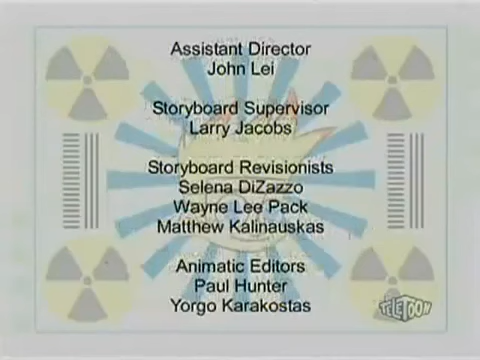 Assistant Director
John Lei
Storyboard Supervisor
Larry Jacobs
Storyboard Revisionists
Selena DiZazzo
Wayne Lee Pack
Matthew Kalinauskas
Animatic Editors
Paul Hunter
Yorgo Karakostas
TELETOON